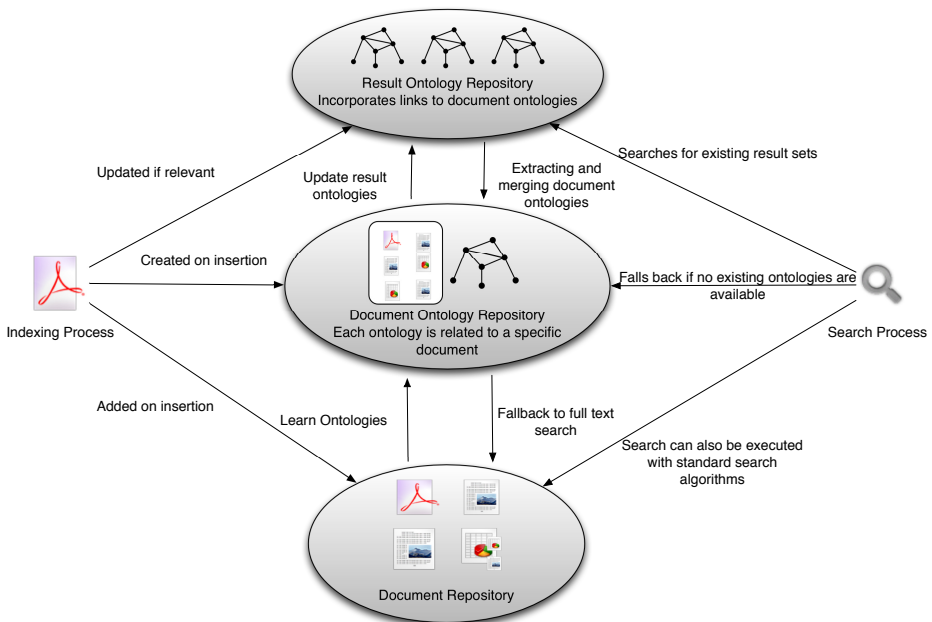 Result Ontology Repository
Incorporates links to document ontologies
Updated if relevant
Update result
ontologies
Extracting and
merging document
ontologies
Searches for existing result sets
Created on insertion
Falls back if no existing ontologies are
available
Indexing Process
Document Ontology Repository
Each ontology is related to a specific
document
Search Process
Added on insertion
Learn Ontologies
Fallback to full text
search
Search can also be executed
with standard search
algorithms
Document Repository